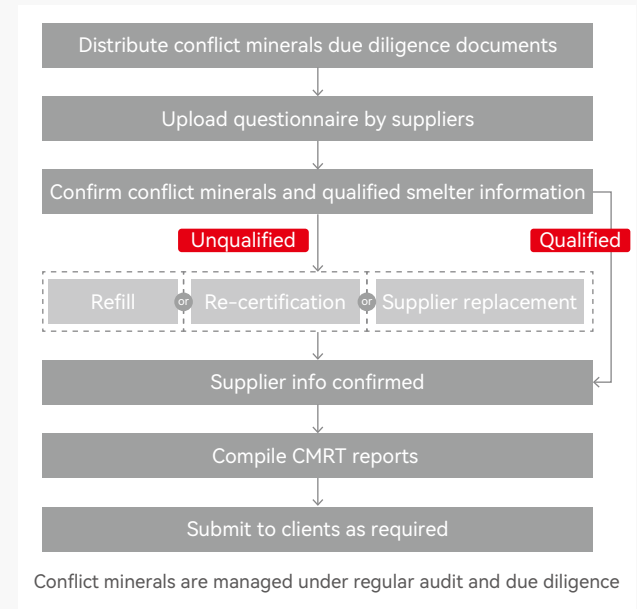 Distribute conflict minerals due diligence documents
Upload questionnaire by suppliers
Confirm conflict minerals and qualified smelter information
Unqualified
Qualified
Refill or Re-certification or Supplier replacement
Supplier info confirmed
Compile CMRT reports
Submit to clients as required
Conflict minerals are managed under regular audit and due diligence